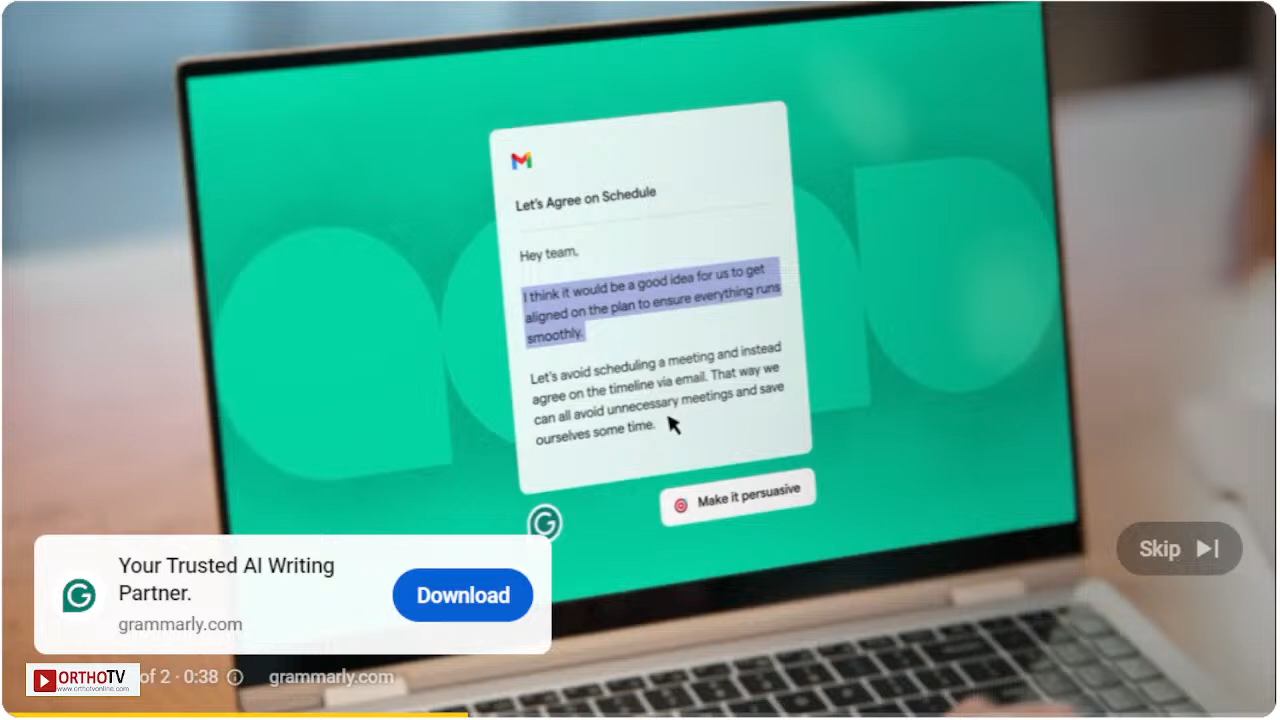 Let's Agree on Schedule
Hey team,
I think it would be a good idea for us to get
aligned on the plan to ensure everything runs
smoothly.
Let's avoid scheduling a meeting and instead
agree on the timeline via email. That way we
can all avoid unnecessary meetings and save
ourselves some time.
Make it persuasive
Skip
Your Trusted AI Writing
Partner.
grammarly.com
Download
ORTHOTV
www.orthotvonline.com
of 2 · 0:38
grammarly.com